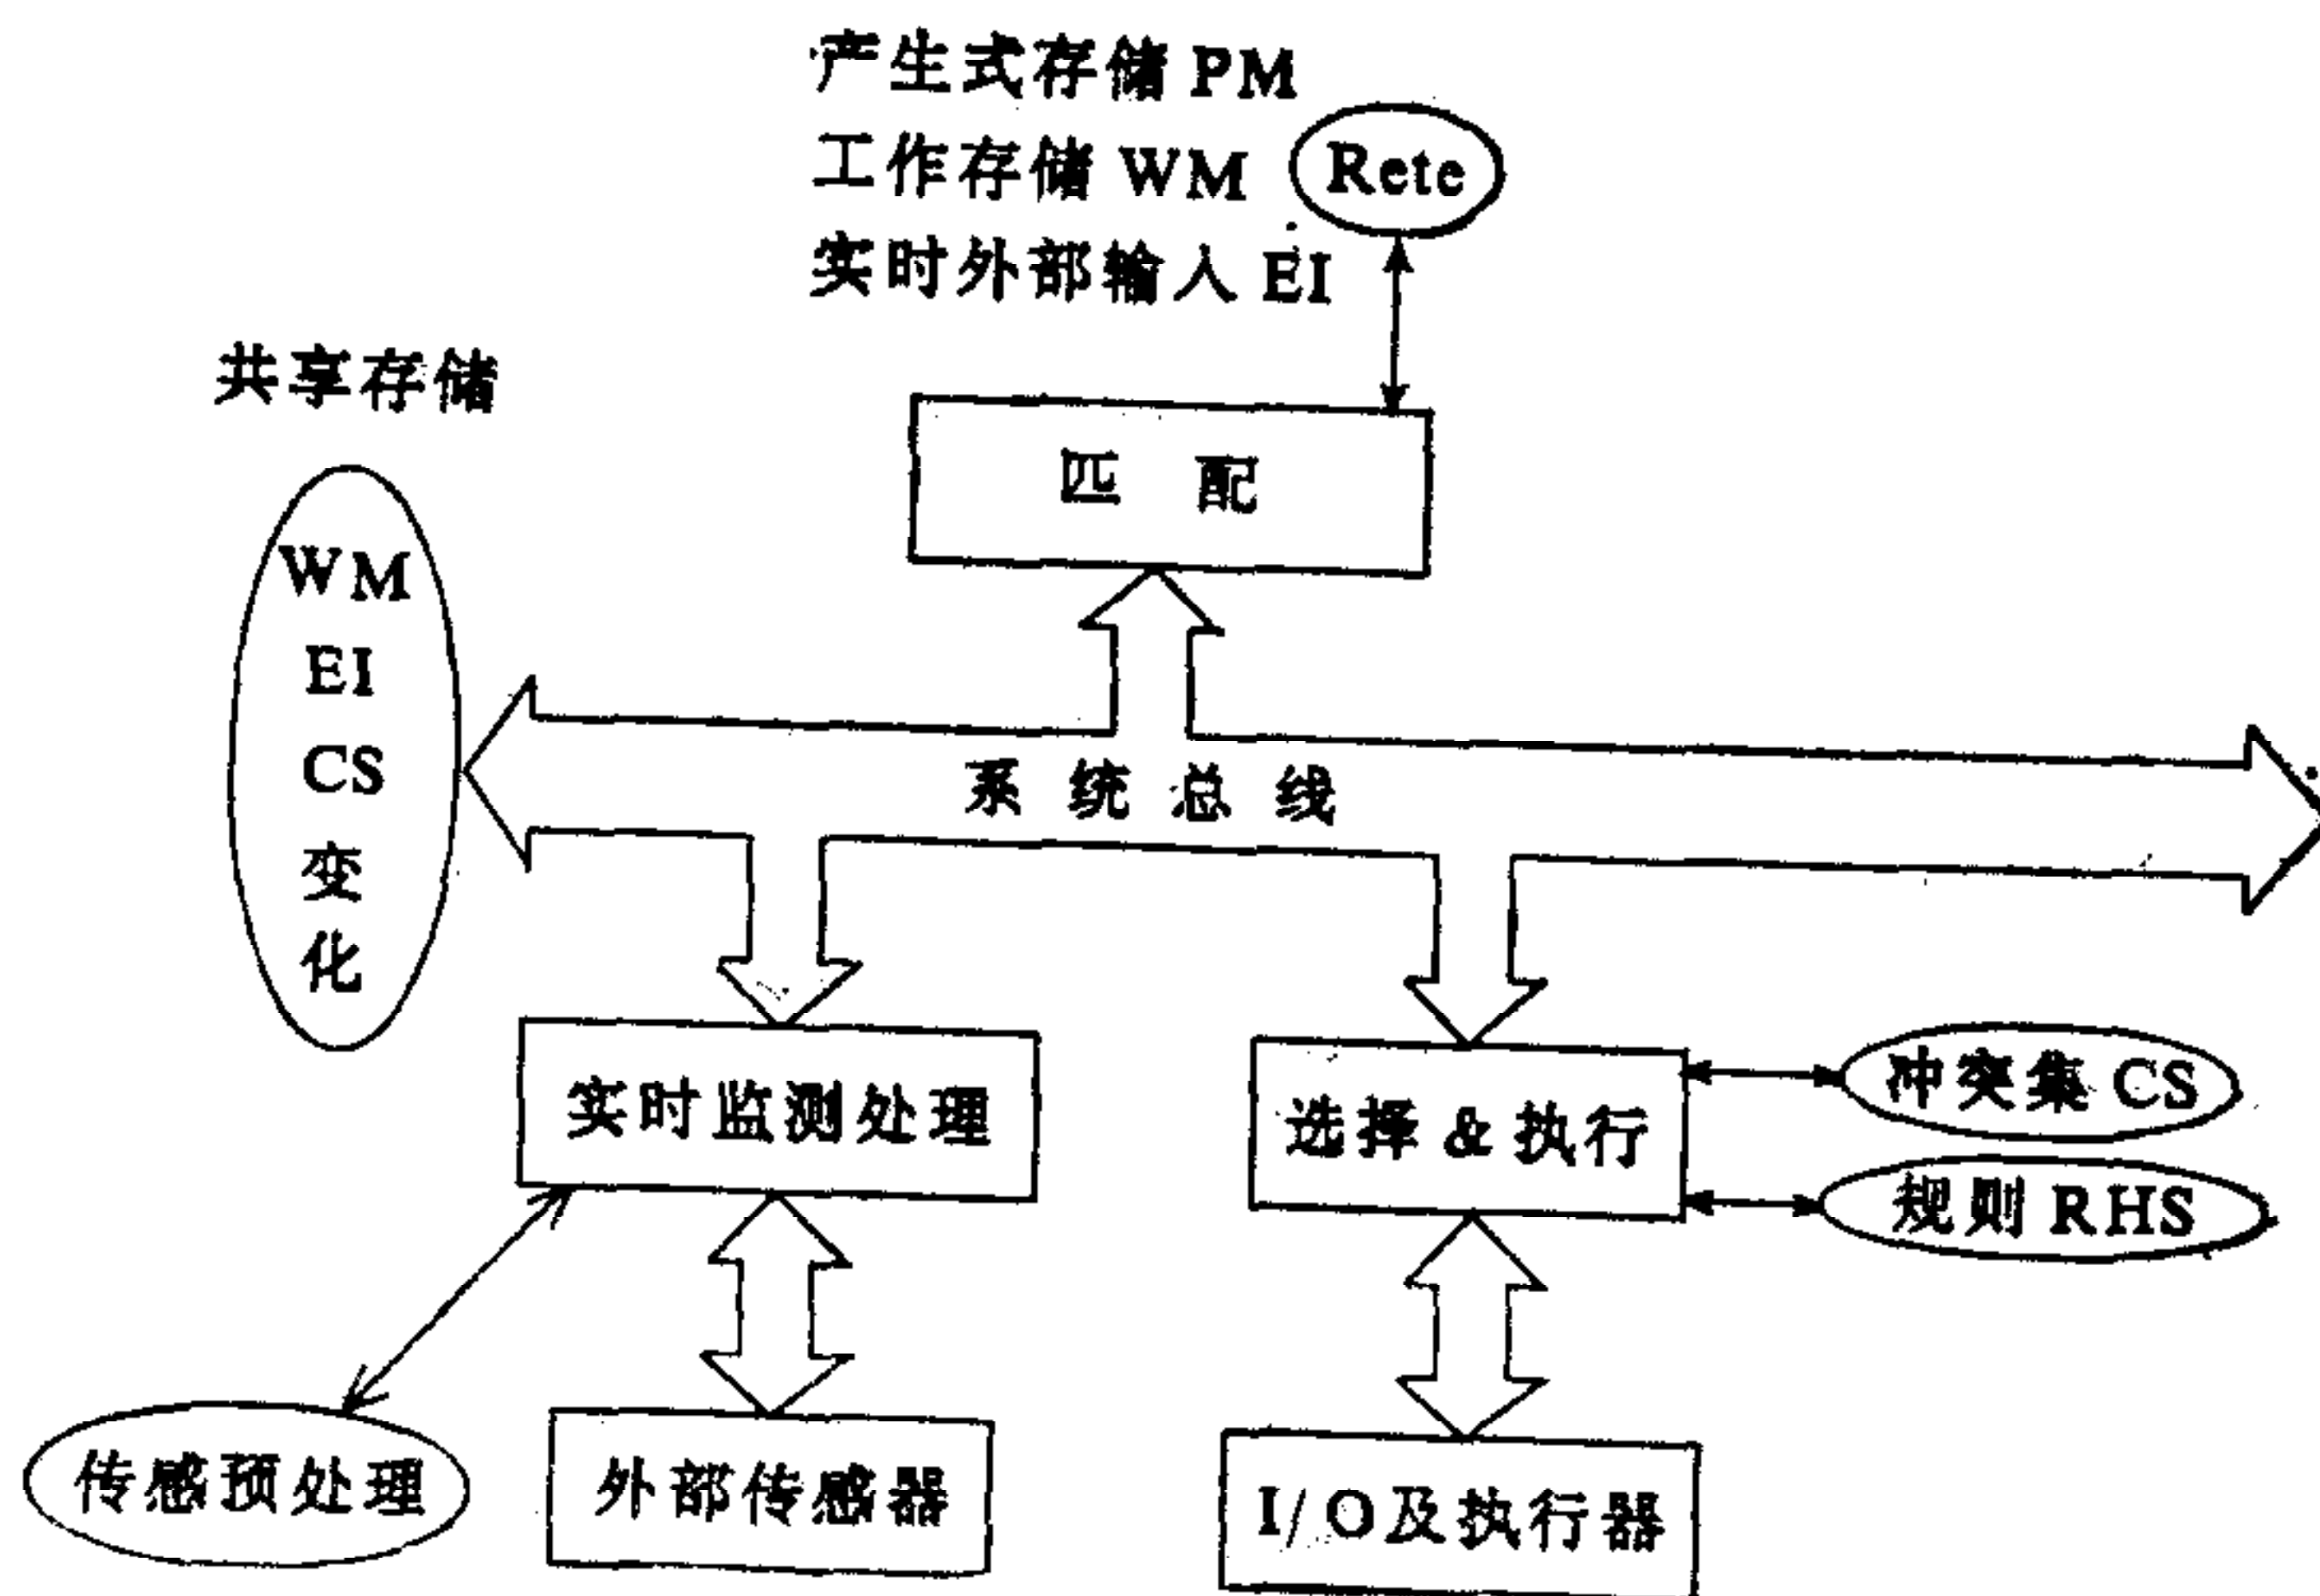 产生式存储 PM
工作存储 WM
Rete
实时外部输入 EI
共享存储
匹 配
WM
EI
CS
变
化
系 统 总 线
实时监测处理
选择 & 执行
冲突集 CS
规则 RHS
传感预处理
外部传感器
I/O及执行器